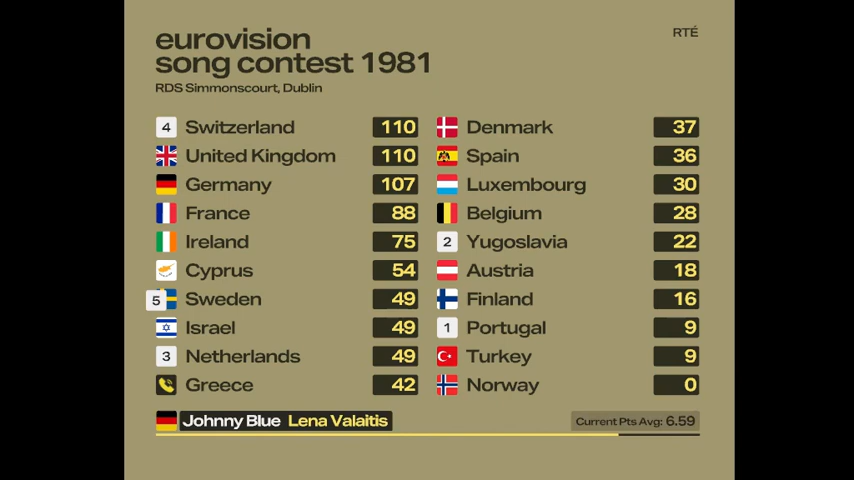 eurovision
song contest 1981
RTÉ
RDS Simmonscourt, Dublin
4 Switzerland 110
United Kingdom 110
Germany 107
France 88
Ireland 75
Cyprus 54
5 Sweden 49
Israel 49
3 Netherlands 49
Greece 42
Denmark 37
Spain 36
Luxembourg 30
Belgium 28
2 Yugoslavia 22
Austria 18
Finland 16
1 Portugal 9
Turkey 9
Norway 0
Johnny Blue Lena Valaitis
Current Pts Avg: 6.59